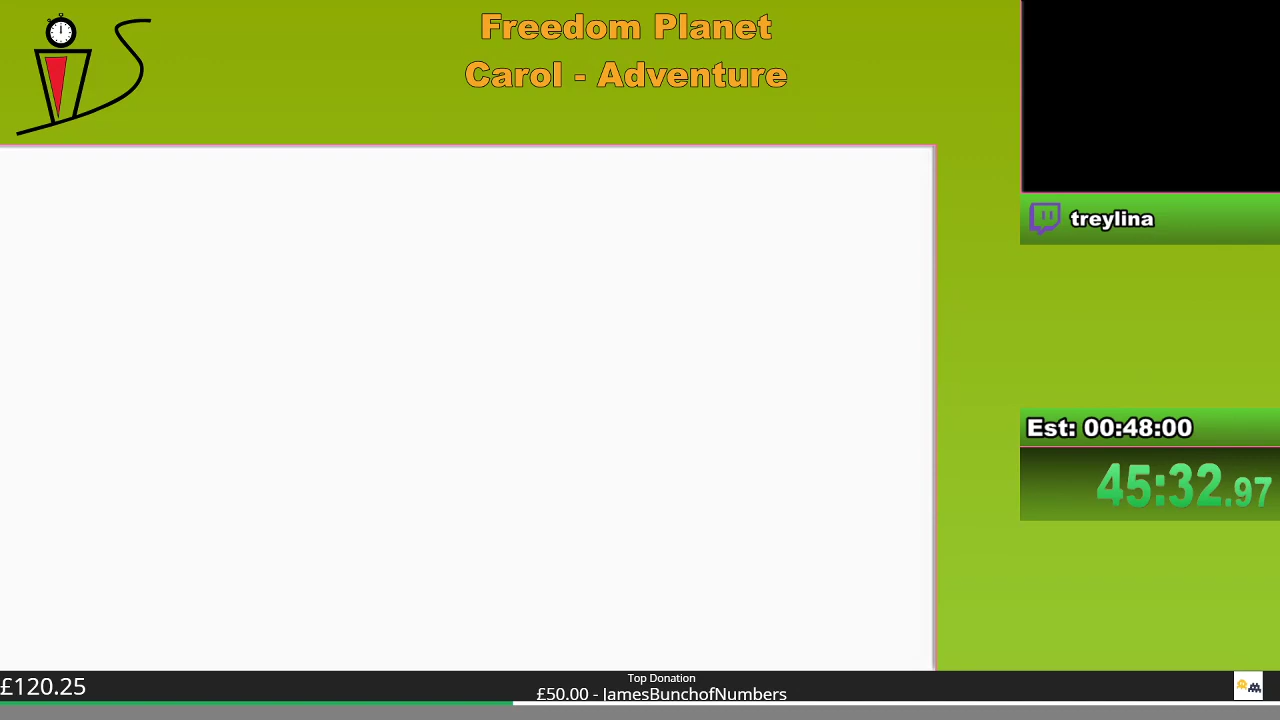 Freedom Planet
Carol - Adventure
treylina
Est: 00:48:00
45:32.97
£120.25
Top Donation
£50.00 - JamesBunchofNumbers